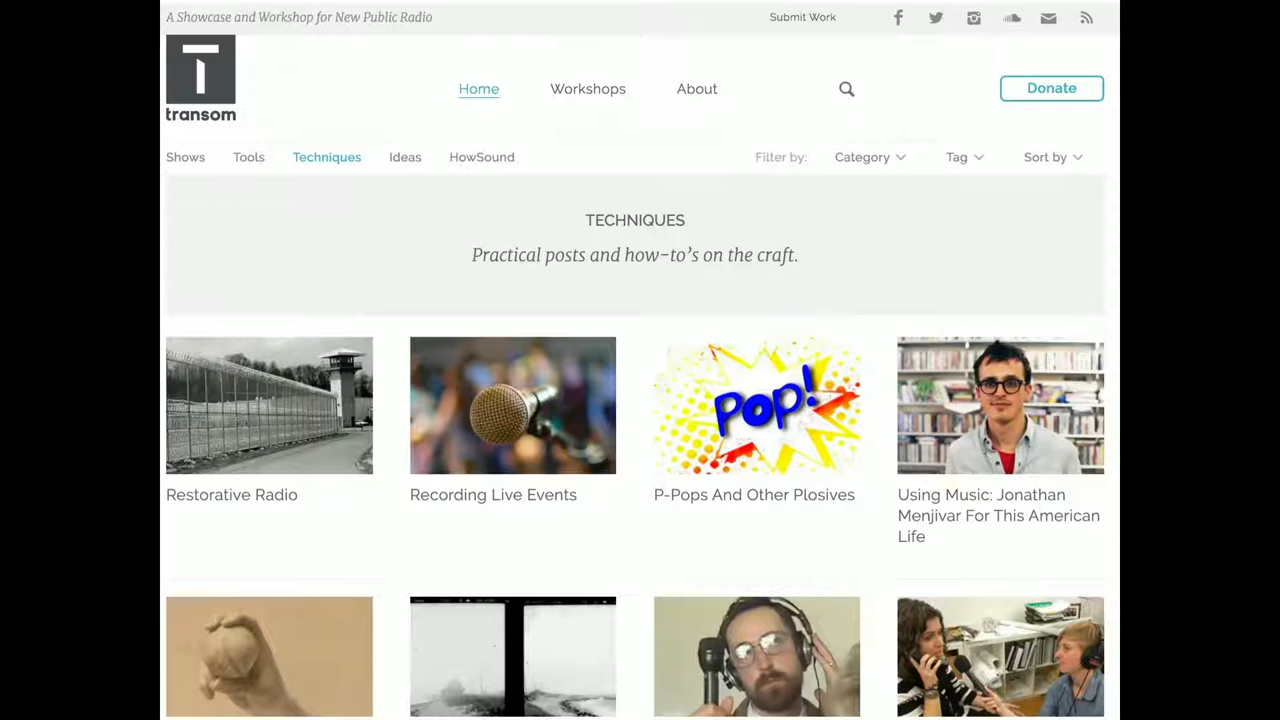 A Showcase and Workshop for New Public Radio
Submit Work
transom
Home
Workshops
About
Donate
Shows
Tools
Techniques
Ideas
HowSound
Filter by:
Category
Tag
Sort by
TECHNIQUES
Practical posts and how-to’s on the craft.
Pop!
Restorative Radio
Recording Live Events
P-Pops And Other Plosives
Using Music: Jonathan
Menjivar For This American
Life